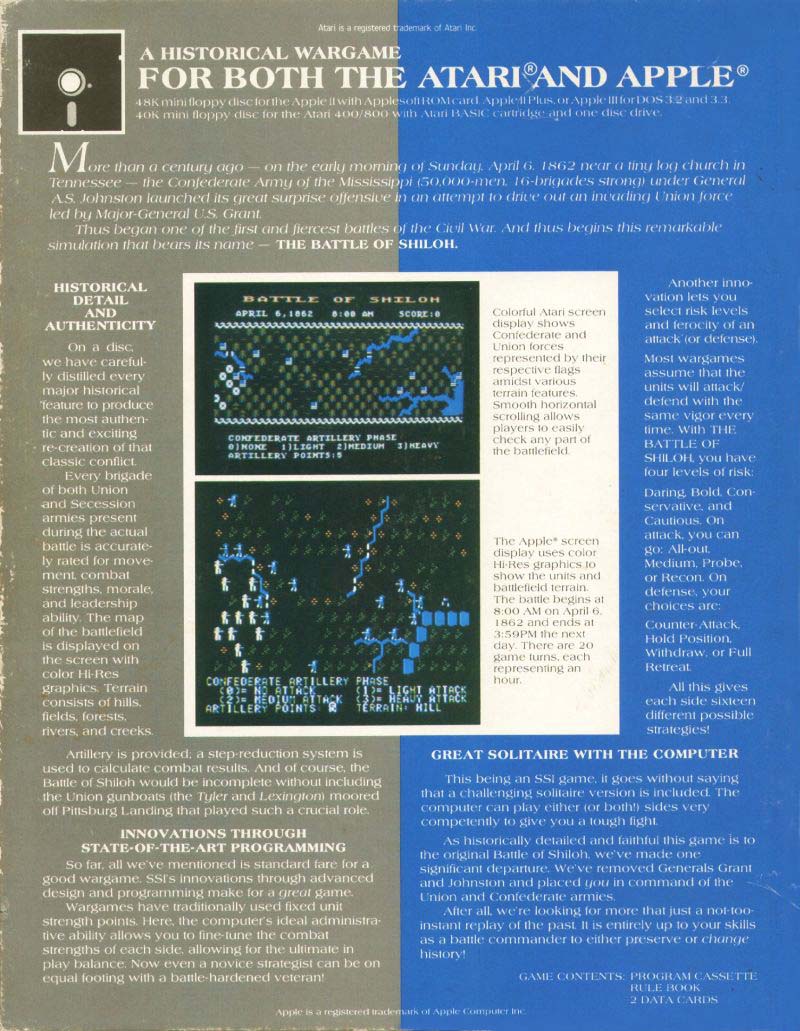 Atari is a registered trademark of Atari Inc.
A HISTORICAL WARGAME
FOR BOTH THE ATARI® AND APPLE®
48K mini floppy disc for the Apple II with Applesoft ROM card, Apple II Plus, or Apple III for DOS 3.2 and 3.3.
40K mini floppy disc for the Atari 400/800 with Atari BASIC cartridge and one disc drive.
More than a century ago — on the early morning of Sunday, April 6, 1862 near a tiny log church in
Tennessee — the Confederate Army of the Mississippi (50,000-men, 16-brigades strong) under General
A.S. Johnston launched its great surprise offensive in an attempt to drive out an invading Union force
led by Major-General U.S. Grant.
Thus began one of the first and fiercest battles of the Civil War. And thus begins this remarkable
simulation that bears its name — THE BATTLE OF SHILOH.
HISTORICAL
DETAIL
AND
AUTHENTICITY
On a disc,
we have careful-
ly distilled every
major historical
feature to produce
the most authen-
tic and exciting
re-creation of that
classic conflict.
Every brigade
of both Union
and Secession
armies present
during the actual
battle is accurate-
ly rated for move-
ment, combat
strengths, morale,
and leadership
ability. The map
of the battlefield
is displayed on
the screen with
color Hi-Res
graphics. Terrain
consists of hills,
fields, forests,
rivers, and creeks.
Artillery is provided; a step-reduction system is
used to calculate combat results. And of course, the
Battle of Shiloh would be incomplete without including
the Union gunboats (the Tyler and Lexington) moored
off Pittsburg Landing that played such a crucial role.
INNOVATIONS THROUGH
STATE-OF-THE-ART PROGRAMMING
So far, all we've mentioned is standard fare for a
good wargame. SSI's innovations through advanced
design and programming make for a great game.
Wargames have traditionally used fixed unit
strength points. Here, the computer's ideal administra-
tive ability allows you to fine-tune the combat
strengths of each side, allowing for the ultimate in
play balance. Now even a novice strategist can be on
equal footing with a battle-hardened veteran!
BATTLE OF SHILOH
APRIL 6,1862 8:00 AM SCORE:0
CONFEDERATE ARTILLERY PHASE
0)NONE 1)LIGHT 2)MEDIUM 3)HEAVY
ARTILLERY POINTS:5
Colorful Atari screen
display shows
Confederate and
Union forces
represented by their
respective flags
amidst various
terrain features.
Smooth horizontal
scrolling allows
players to easily
check any part of
the battlefield.
CONFEDERATE ARTILLERY PHASE
(0)= NO ATTACK (1)= LIGHT ATTACK
(2)= MEDIUM ATTACK (3)= HEAVY ATTACK
ARTILLERY POINTS 8 TERRAIN: HILL
The Apple® screen
display uses color
Hi-Res graphics to
show the units and
battlefield terrain.
The battle begins at
8:00 AM on April 6,
1862 and ends at
3:59PM the next
day. There are 20
game turns, each
representing an
hour.
Another inno-
vation lets you
select risk levels
and ferocity of an
attack (or defense).
Most wargames
assume that the
units will attack/
defend with the
same vigor every
time. With THE
BATTLE OF
SHILOH, you have
four levels of risk:
Daring, Bold, Con-
servative, and
Cautious. On
attack, you can
go: All-out,
Medium, Probe,
or Recon. On
defense, your
choices are:
Counter-Attack,
Hold Position,
Withdraw, or Full
Retreat.
All this gives
each side sixteen
different possible
strategies!
GREAT SOLITAIRE WITH THE COMPUTER
This being an SSI game, it goes without saying
that a challenging solitaire version is included. The
computer can play either (or both!) sides very
competently to give you a tough fight.
As historically detailed and faithful this game is to
the original Battle of Shiloh, we've made one
significant departure. We've removed Generals Grant
and Johnston and placed you in command of the
Union and Confederate armies.
After all, we're looking for more that just a not-too-
instant replay of the past. It is entirely up to your skills
as a battle commander to either preserve or change
history!
GAME CONTENTS: PROGRAM CASSETTE
RULE BOOK
2 DATA CARDS
Apple is a registered trademark of Apple Computer Inc.